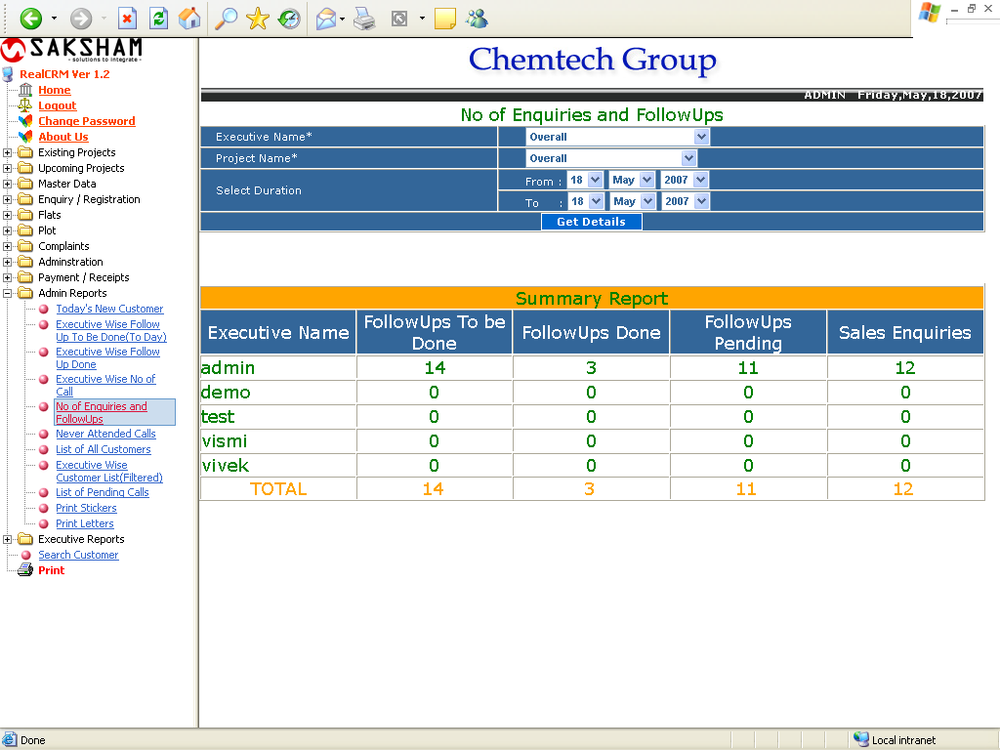 SAKSHAM
- solutions to integrate -
RealCRM Ver 1.2
Home
Logout
Change Password
About Us
Existing Projects
Upcoming Projects
Master Data
Enquiry / Registration
Flats
Plot
Complaints
Adminstration
Payment / Receipts
Admin Reports
Today's New Customer
Executive Wise Follow
Up To Be Done(To Day)
Executive Wise Follow
Up Done
Executive Wise No of
Call
No of Enquiries and
FollowUps
Never Attended Calls
List of All Customers
Executive Wise
Customer List(Filtered)
List of Pending Calls
Print Stickers
Print Letters
Executive Reports
Search Customer
Print
Chemtech Group
ADMIN Friday,May,18,2007
No of Enquiries and FollowUps
Executive Name* Overall
Project Name* Overall
Select Duration
From : 18 May 2007
To : 18 May 2007
Get Details
Summary Report
Executive Name FollowUps To be Done FollowUps Done FollowUps Pending Sales Enquiries
admin 14 3 11 12
demo 0 0 0 0
test 0 0 0 0
vismi 0 0 0 0
vivek 0 0 0 0
TOTAL 14 3 11 12
Done
Local intranet